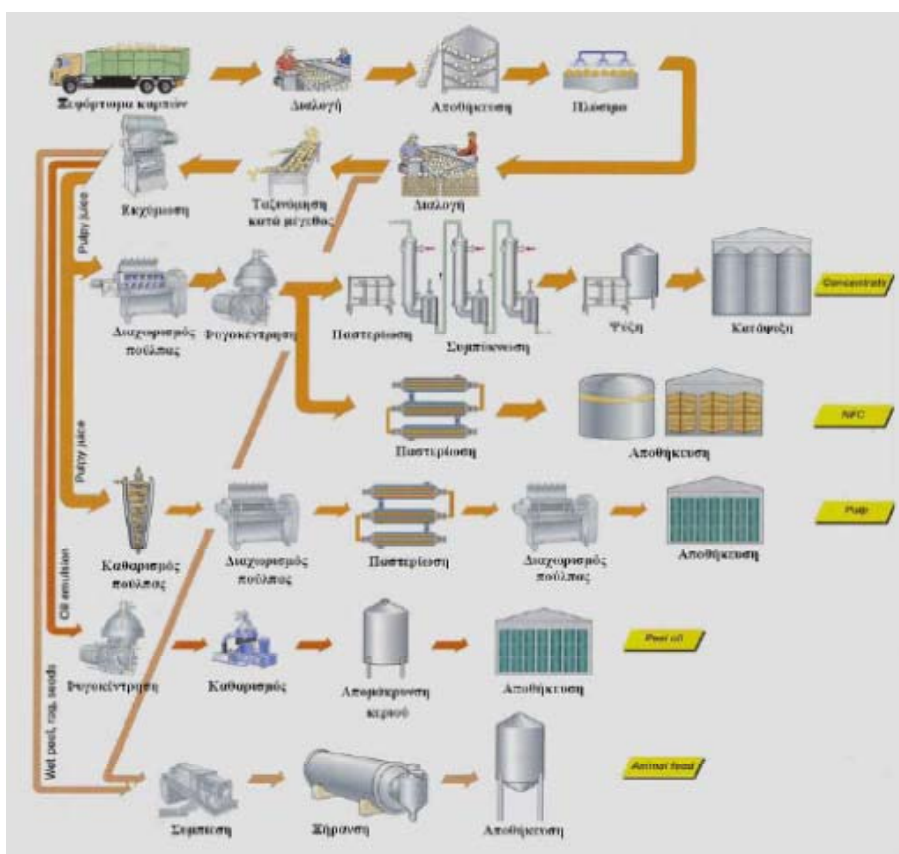 Ξεφόρτωμα καρπών
Διαλογή
Αποθήκευση
Πλύσιμο
Εκχύμωση
Ταξινόμηση
κατά μέγεθος
Διαλογή
Pulpy juice
Διαχωρισμός
πούλπας
Φυγοκέντρηση
Παστερίωση
Συμπύκνωση
Ψύξη
Κατάψυξη
Concentrate
Παστερίωση
Αποθήκευση
NFC
Pulpy juice
Καθαρισμός
πούλπας
Διαχωρισμός
πούλπας
Παστερίωση
Διαχωρισμός
πούλπας
Αποθήκευση
Pulp
Oil emulsion
Φυγοκέντρηση
Καθαρισμός
Απομάκρυνση
κεριού
Αποθήκευση
Peel oil
Wet peel, rag, seeds
Συμπίεση
Ξήρανση
Αποθήκευση
Animal feed